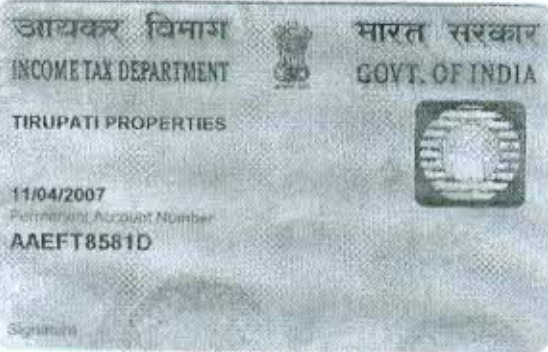 आयकर विभाग
भारत सरकार
INCOME TAX DEPARTMENT
GOVT. OF INDIA
TIRUPATI PROPERTIES
11/04/2007
Permanent Account Number
AAEFT8581D
Signature